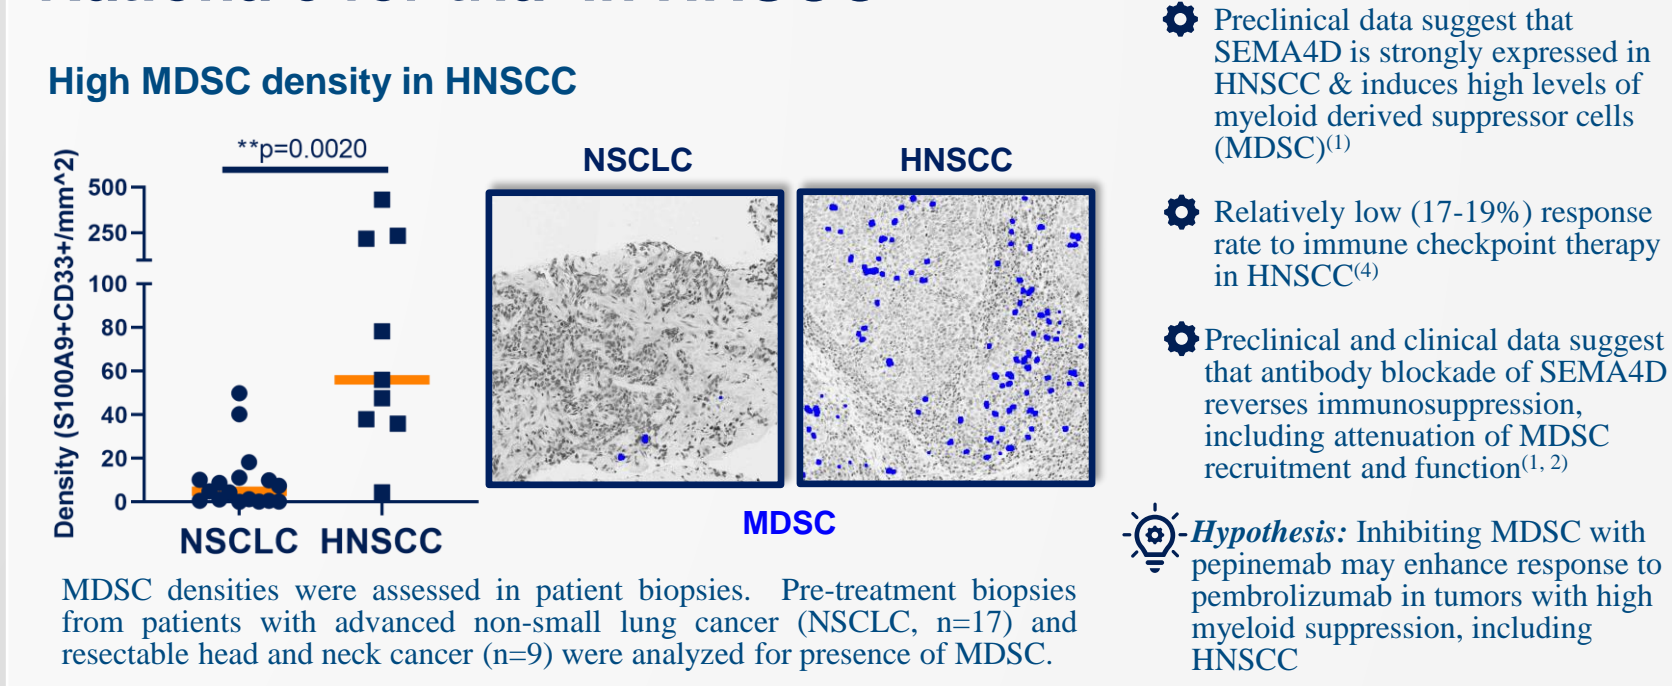 High MDSC density in HNSCC
**p=0.0020
Density (S100A9+CD33+/mm^2)
500
250
100
80
60
40
20
0
NSCLC HNSCC
NSCLC
HNSCC
MDSC
MDSC densities were assessed in patient biopsies. Pre-treatment biopsies
from patients with advanced non-small lung cancer (NSCLC, n=17) and
resectable head and neck cancer (n=9) were analyzed for presence of MDSC.
Preclinical data suggest that
SEMA4D is strongly expressed in
HNSCC & induces high levels of
myeloid derived suppressor cells
(MDSC)(1)
Relatively low (17-19%) response
rate to immune checkpoint therapy
in HNSCC(4)
Preclinical and clinical data suggest
that antibody blockade of SEMA4D
reverses immunosuppression,
including attenuation of MDSC
recruitment and function(1, 2)
Hypothesis: Inhibiting MDSC with
pepinemab may enhance response to
pembrolizumab in tumors with high
myeloid suppression, including
HNSCC